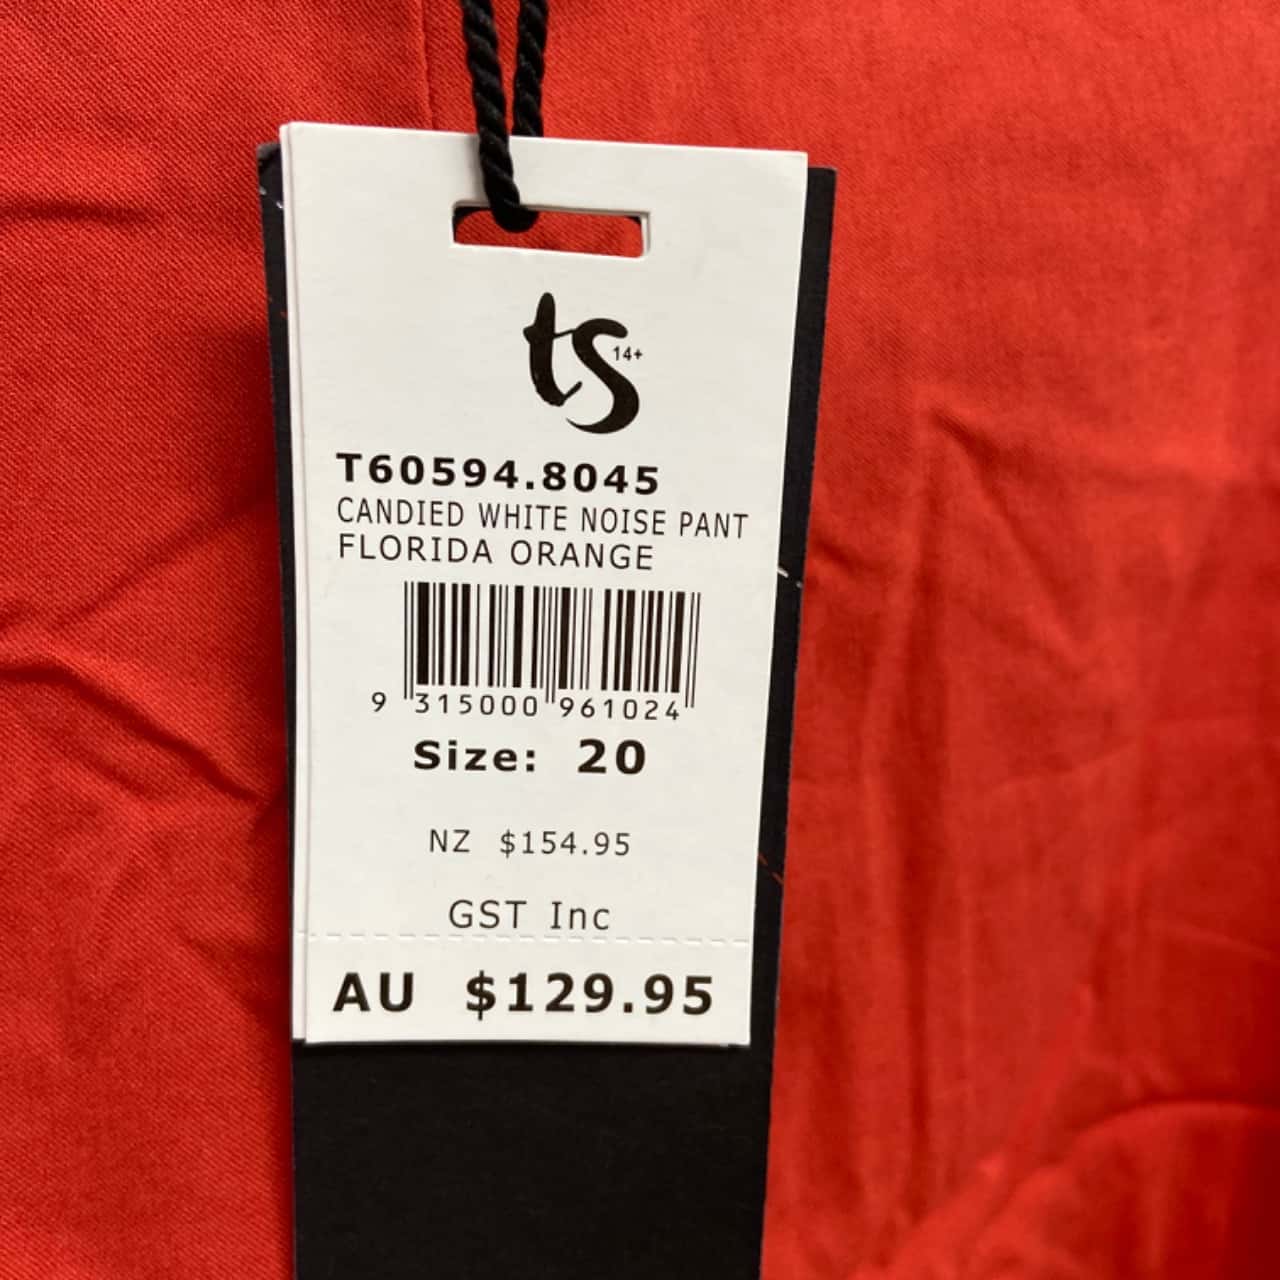 ts 14+
T60594.8045
CANDIED WHITE NOISE PANT
FLORIDA ORANGE
9 315000 961024
Size: 20
NZ $154.95
GST Inc
AU $129.95